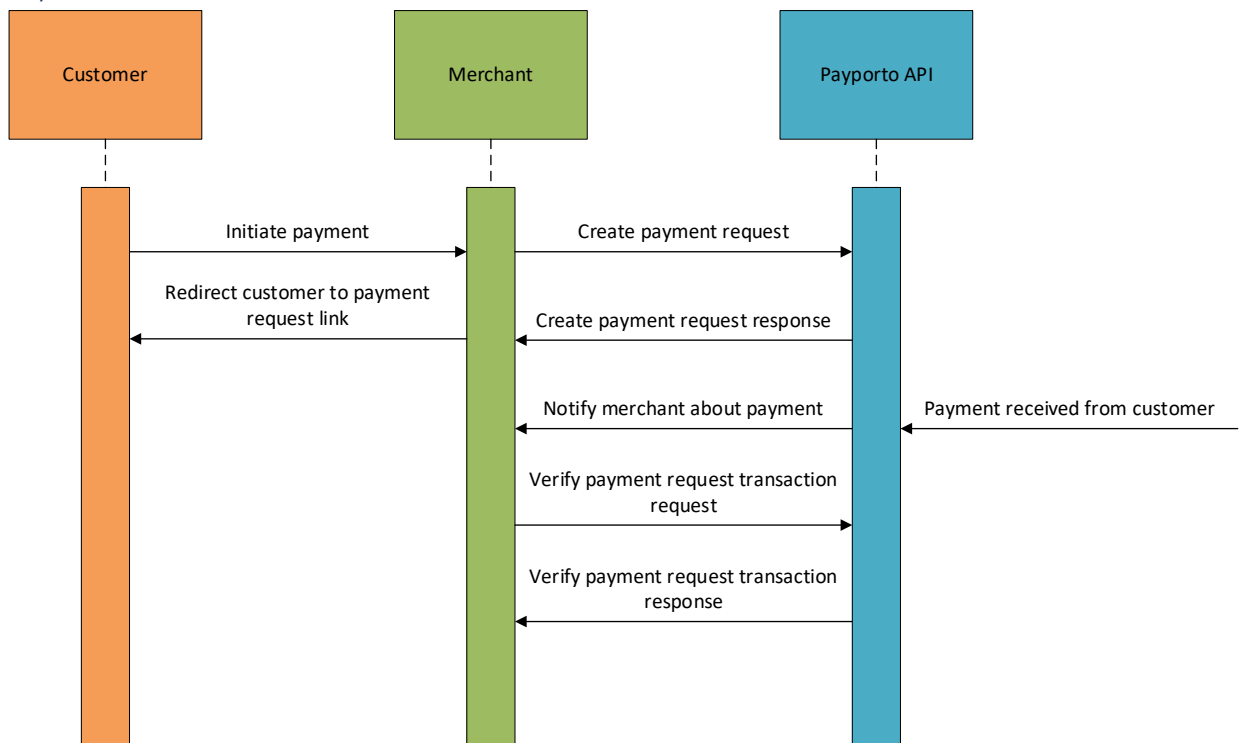 Customer
Merchant
Payporto API
Initiate payment
Create payment request
Redirect customer to payment
request link
Create payment request response
Notify merchant about payment
Payment received from customer
Verify payment request transaction
request
Verify payment request transaction
response